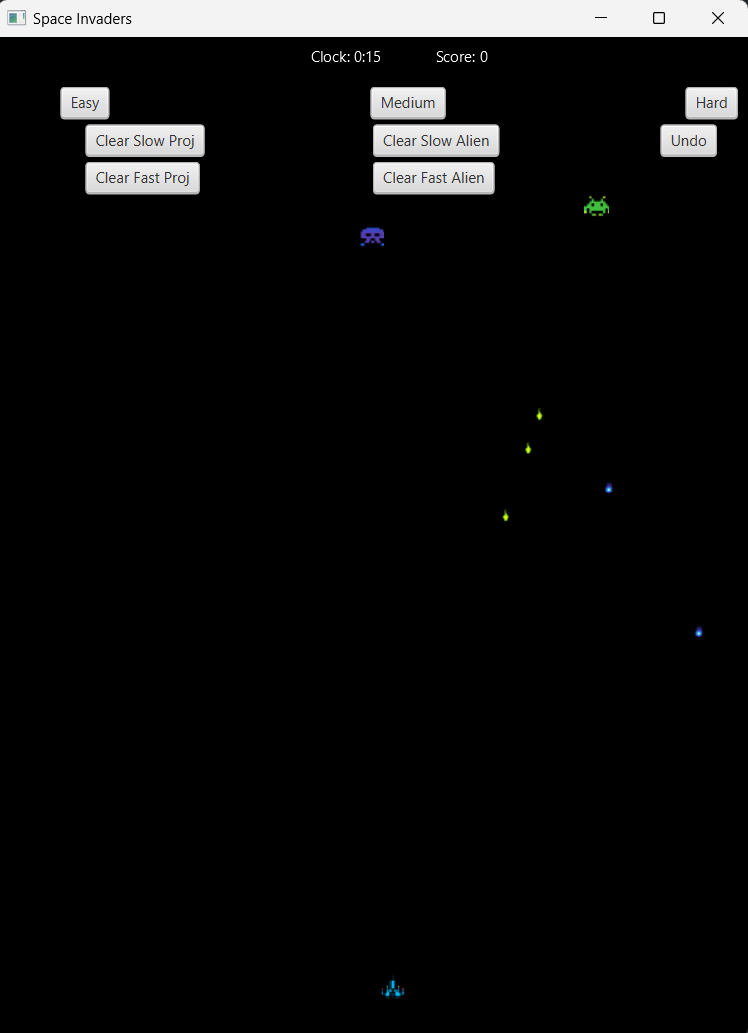 Space Invaders
Clock: 0:15 Score: 0
Easy Medium Hard
Clear Slow Proj Clear Slow Alien Undo
Clear Fast Proj Clear Fast Alien